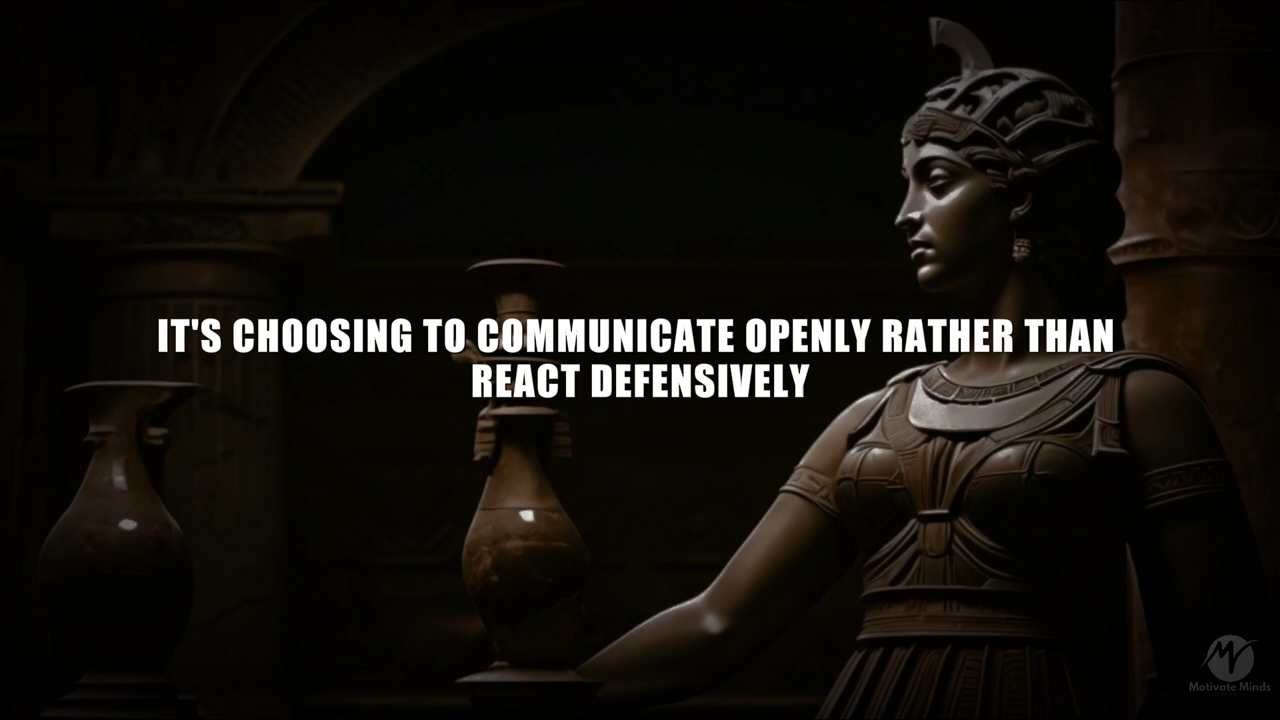 IT'S CHOOSING TO COMMUNICATE OPENLY RATHER THAN
REACT DEFENSIVELY
Motivate Minds